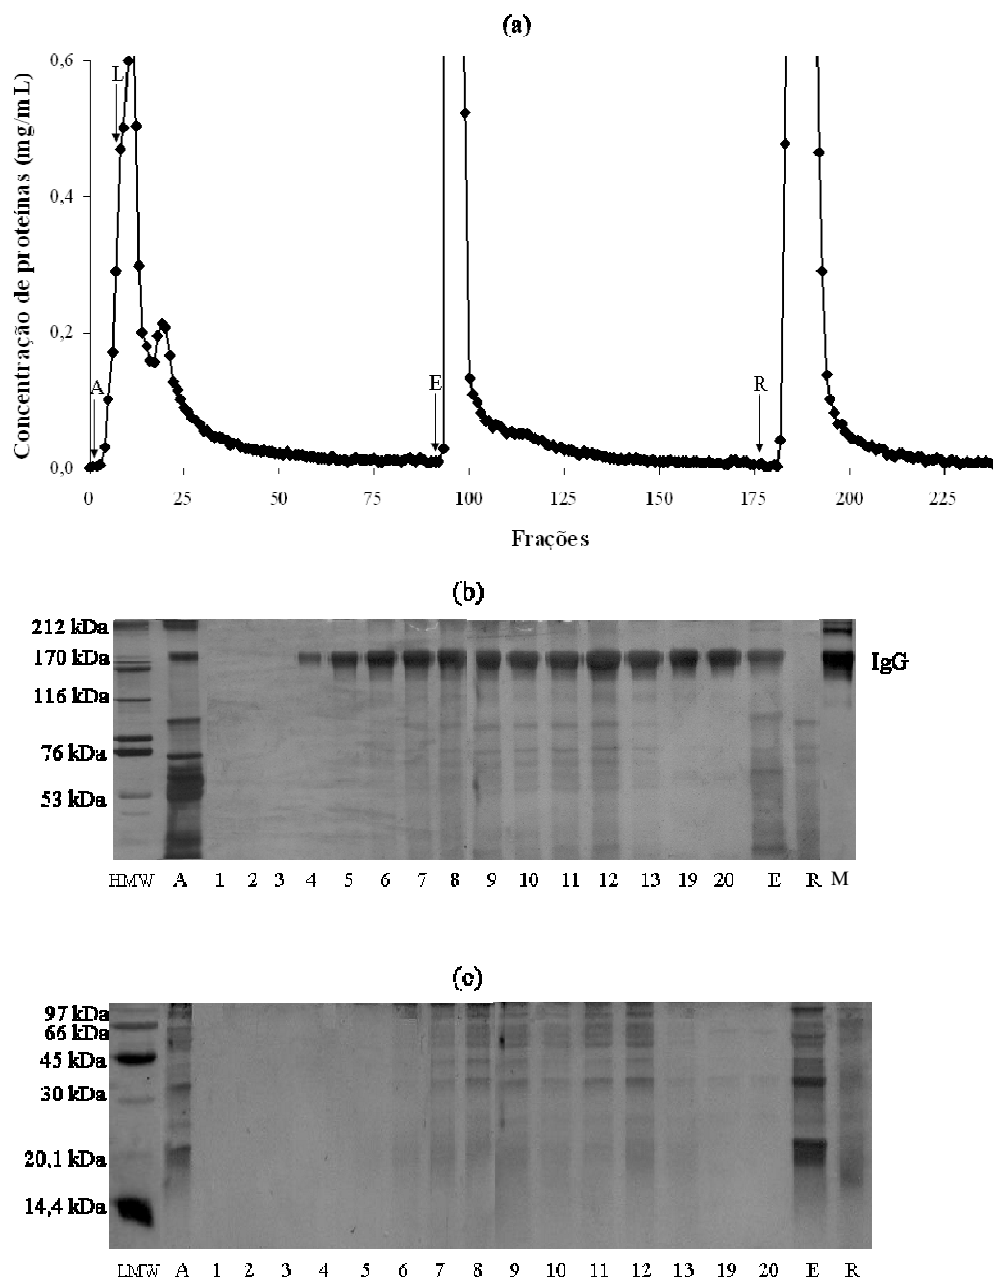 (a)
Concentração de proteínas (mg/mL)
0,6
0,4
0,2
0,0
L
A
E
R
0 25 50 75 100 125 150 175 200 225
Frações
(b)
212 kDa
170 kDa
116 kDa
76 kDa
53 kDa
IgG
HMW A 1 2 3 4 5 6 7 8 9 10 11 12 13 19 20 E R M
(c)
97 kDa
66 kDa
45 kDa
30 kDa
20,1 kDa
14,4 kDa
LMW A 1 2 3 4 5 6 7 8 9 10 11 12 13 19 20 E R